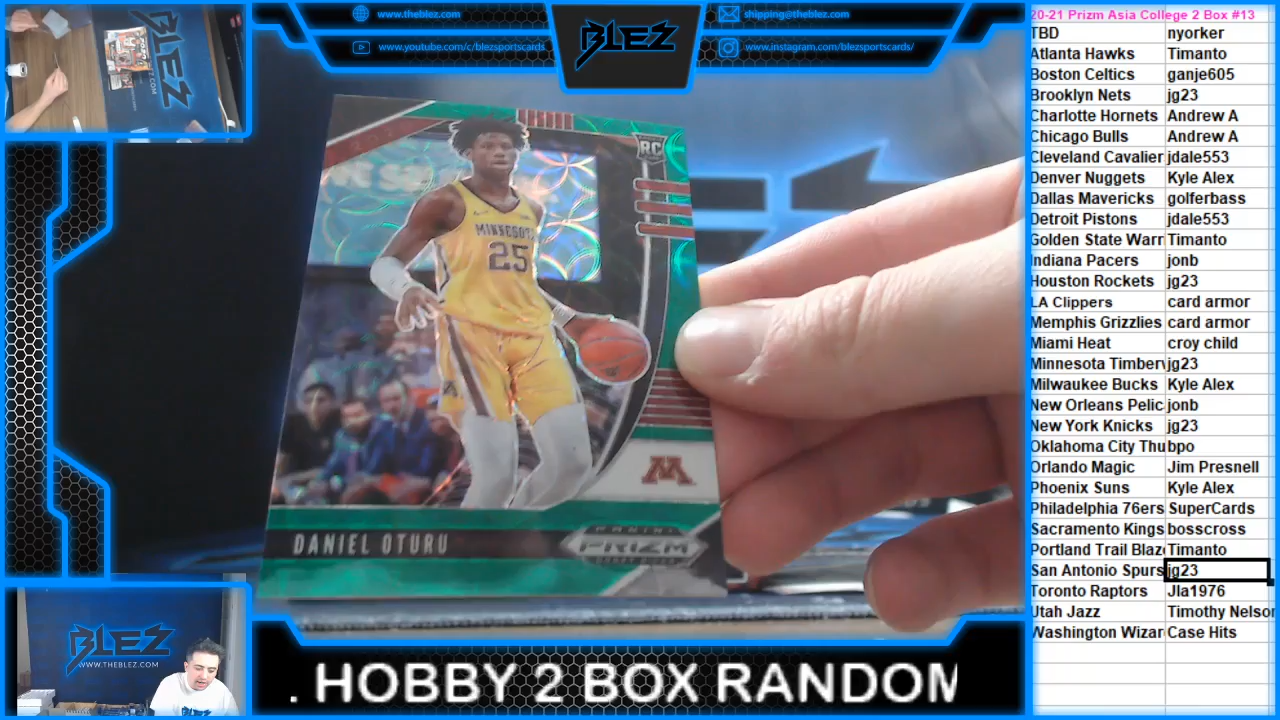 www.theblez.com
www.youtube.com/c/blezsportscards
BLEZ
shipping@theblez.com
www.instagram.com/blezsportscards/
RC
MINNESOTA
25
M
DANIEL OTURU
PANINI
PRIZM
BLEZ
WWW.THEBLEZ.COM
. HOBBY 2 BOX RANDOM
20-21 Prizm Asia College 2 Box #13
TBD nyorker
Atlanta Hawks Timanto
Boston Celtics ganje605
Brooklyn Nets jg23
Charlotte Hornets Andrew A
Chicago Bulls Andrew A
Cleveland Cavalier jdale553
Denver Nuggets Kyle Alex
Dallas Mavericks golferbass
Detroit Pistons jdale553
Golden State Warr Timanto
Indiana Pacers jonb
Houston Rockets jg23
LA Clippers card armor
Memphis Grizzlies card armor
Miami Heat croy child
Minnesota Timberv jg23
Milwaukee Bucks Kyle Alex
New Orleans Pelic jonb
New York Knicks jg23
Oklahoma City Thu bpo
Orlando Magic Jim Presnell
Phoenix Suns Kyle Alex
Philadelphia 76ers SuperCards
Sacramento Kings bosscross
Portland Trail Blaz Timanto
San Antonio Spurs jg23
Toronto Raptors Jla1976
Utah Jazz Timothy Nelson
Washington Wizar Case Hits